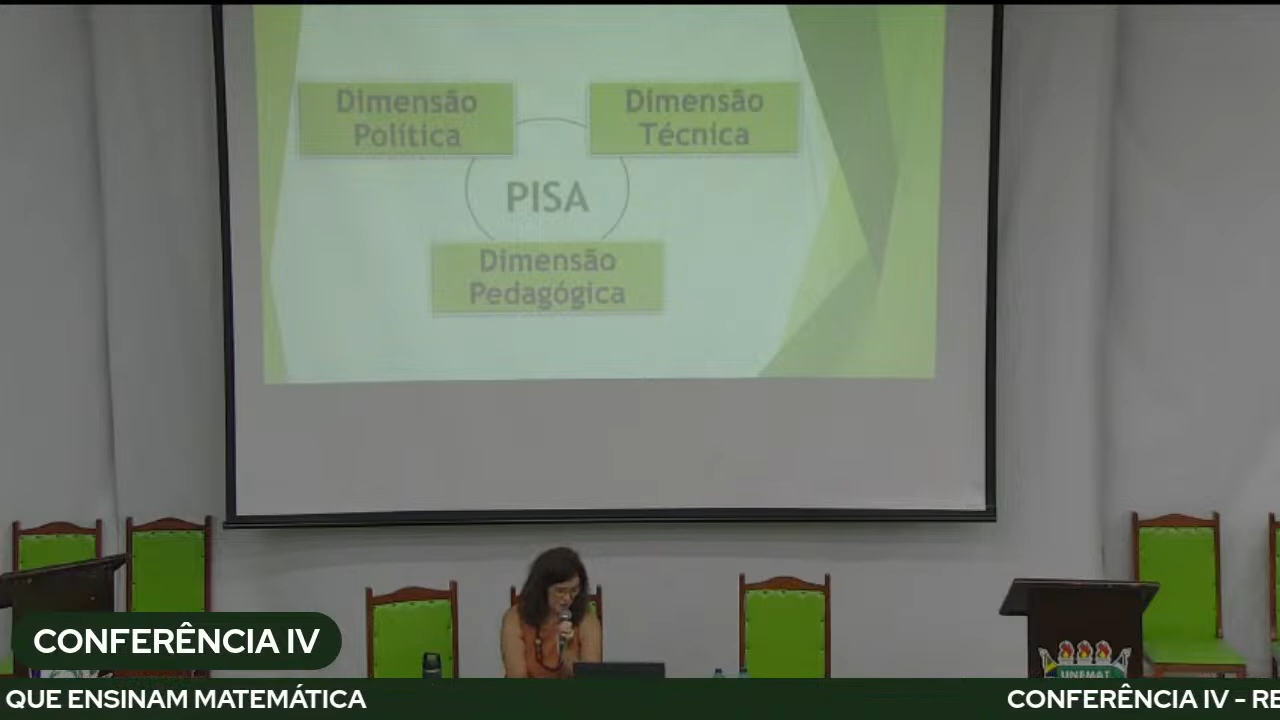 Dimensão
Política
Dimensão
Técnica
PISA
Dimensão
Pedagógica
CONFERÊNCIA IV
UNEMAT
QUE ENSINAM MATEMÁTICA
CONFERÊNCIA IV - RE